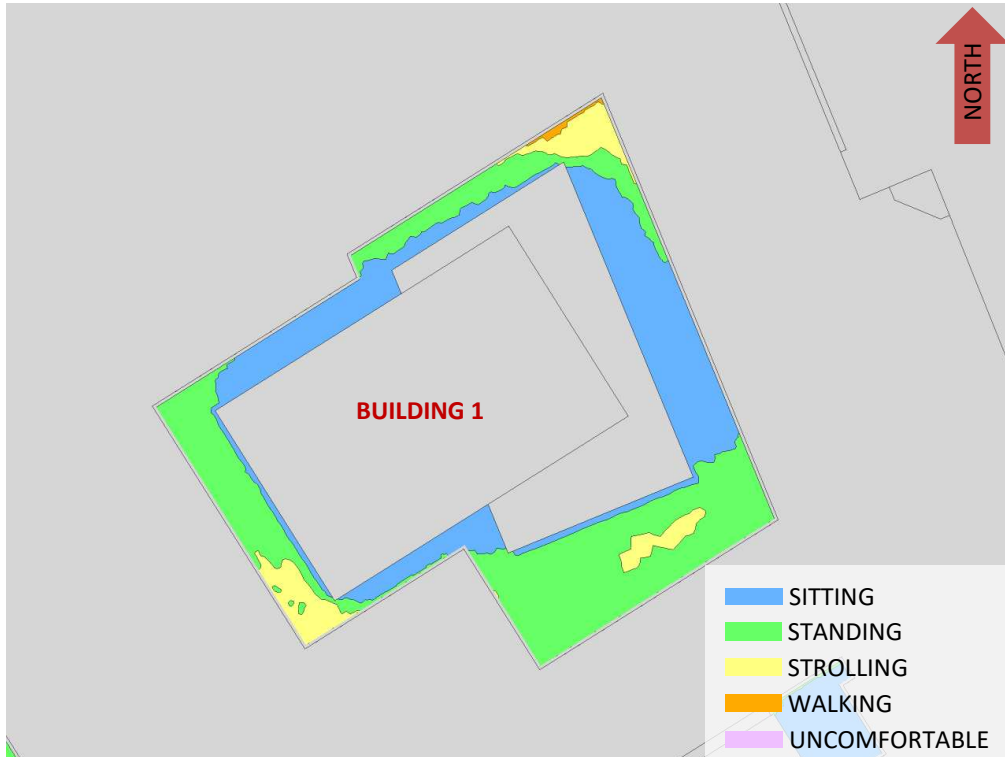 NORTH
BUILDING 1
SITTING
STANDING
STROLLING
WALKING
UNCOMFORTABLE